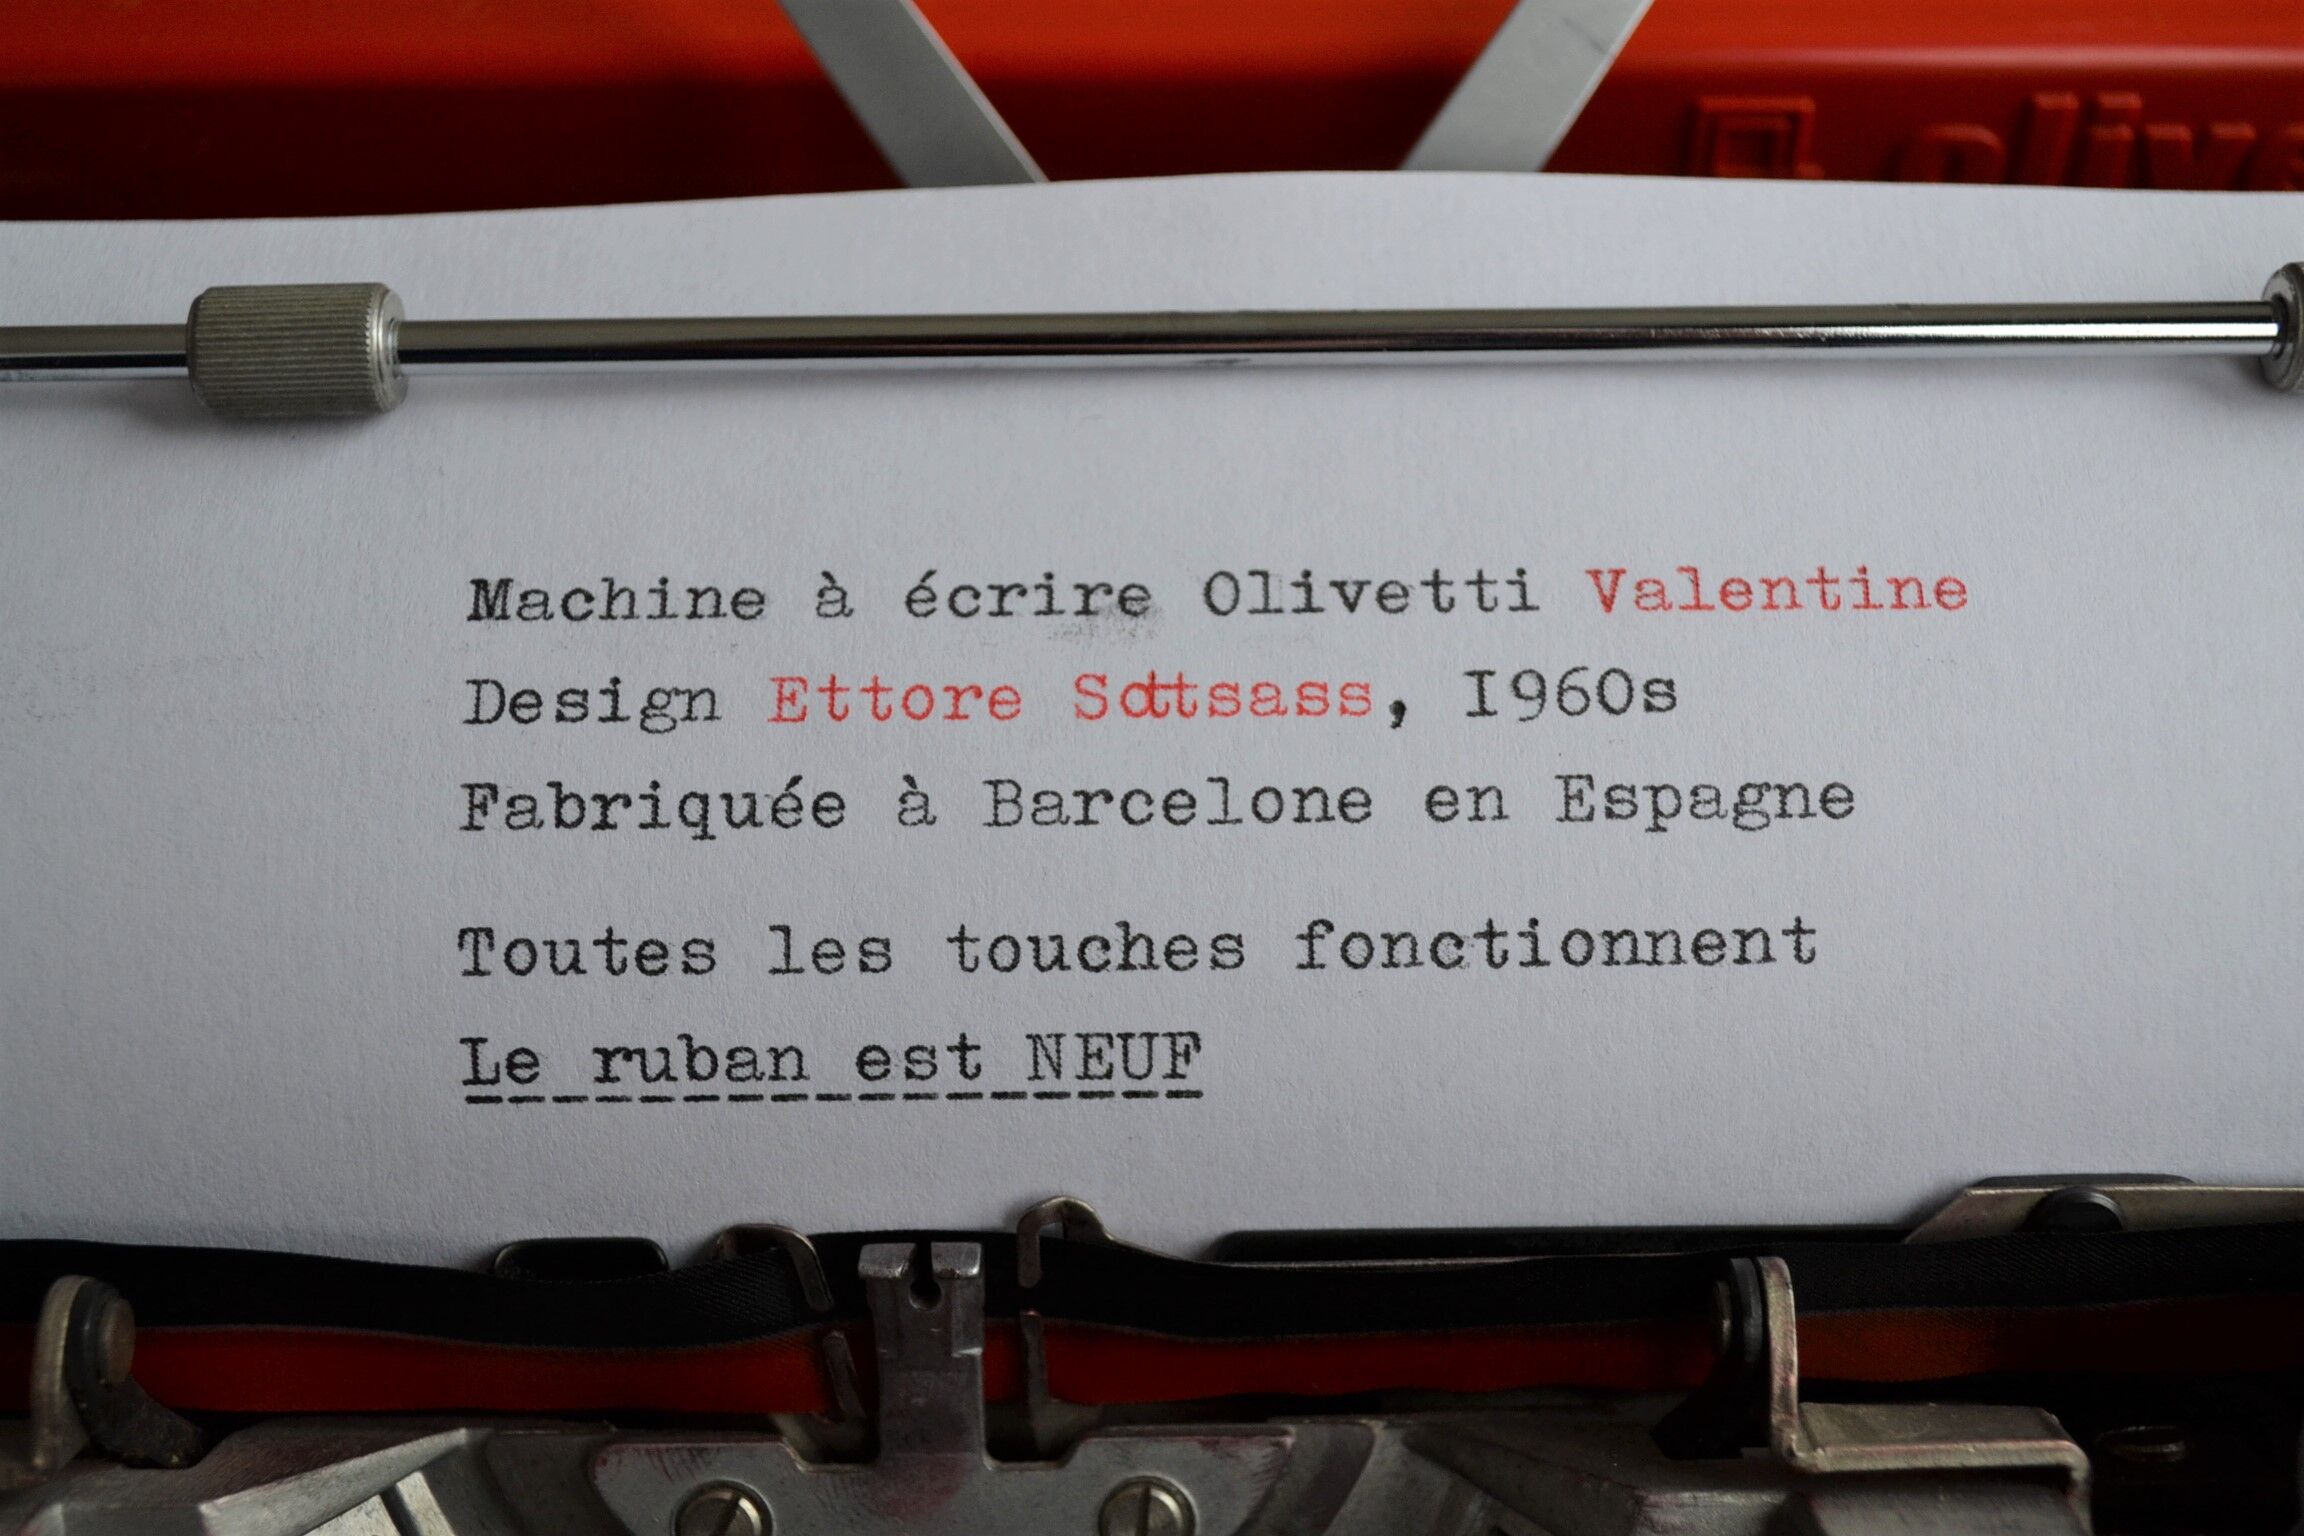 olive
Machine à écrire Olivetti Valentine
Design Ettore Sottsass, I960s
Fabriquée à Barcelone en Espagne
Toutes les touches fonctionnent
Le ruban est NEUF